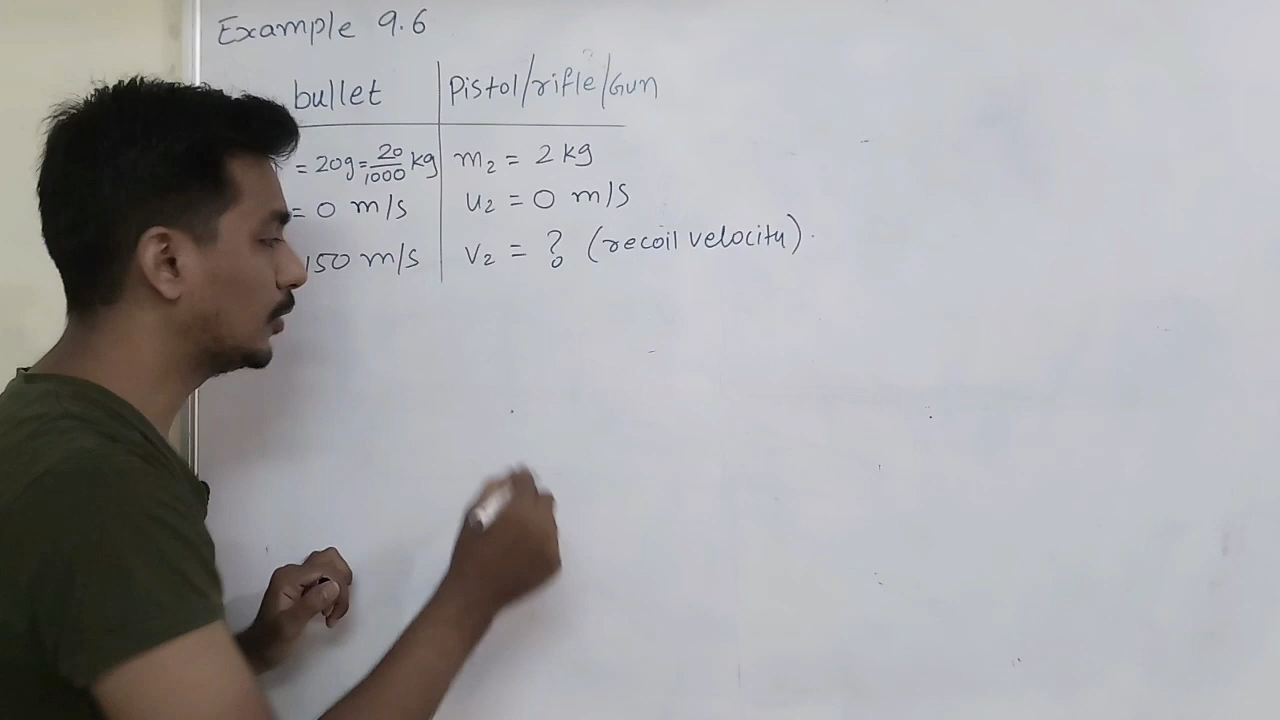 Example 9.6
bullet Pistol/rifle/Gun
= 20g = 20/1000 kg m₂ = 2 kg
= 0 m/s u₂ = 0 m/s
150 m/s v₂ = ? (recoil velocity).